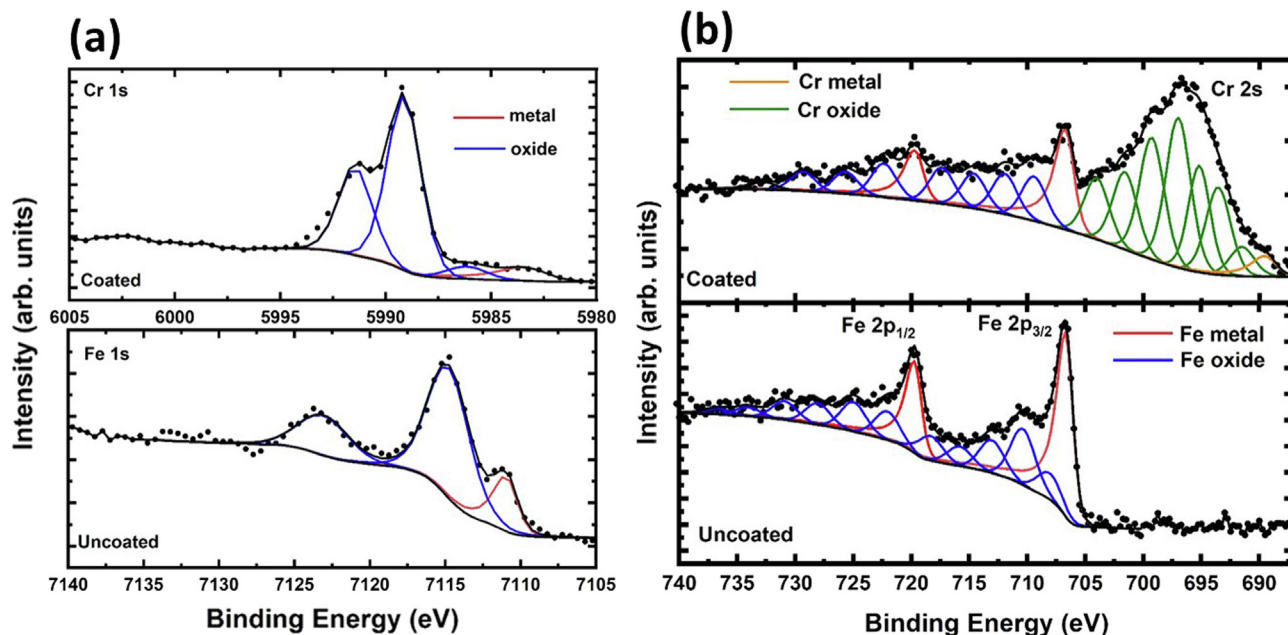 (a)
Cr 1s
metal
oxide
Coated
6005 6000 5995 5990 5985 5980
Fe 1s
Uncoated
7140 7135 7130 7125 7120 7115 7110 7105
Binding Energy (eV)
Intensity (arb. units)
(b)
Cr metal
Cr oxide
Cr 2s
Coated
Fe 2p1/2
Fe 2p3/2
Fe metal
Fe oxide
Uncoated
740 735 730 725 720 715 710 705 700 695 690
Binding Energy (eV)
Intensity (arb. units)